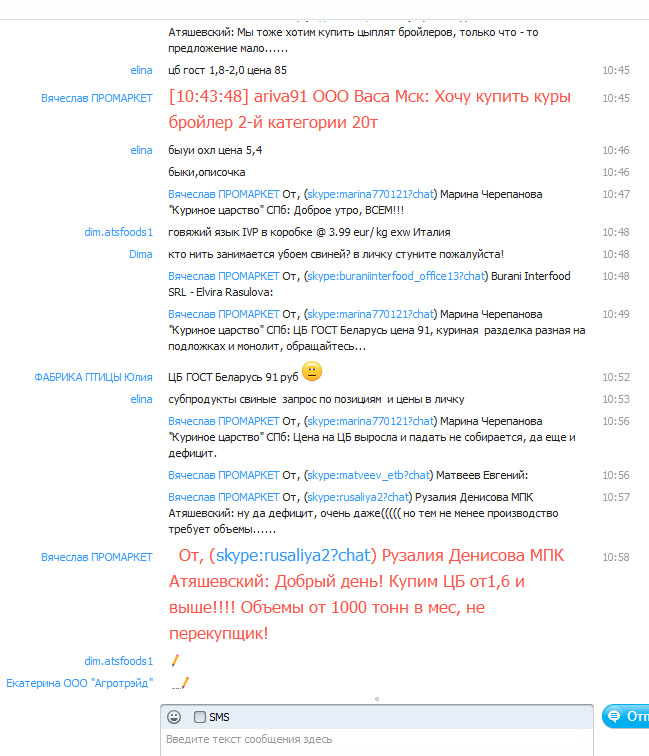 Атяшевский: Мы тоже хотим купить цыплят бройлеров, только что - то
предложение мало......
elina цб гост 1,8-2,0 цена 85 10:45
Вячеслав ПРОМАРКЕТ [10:43:48] ariva91 ООО Васа Мск: Хочу купить куры 10:45
бройлер 2-й категории 20т
elina быуи охл цена 5,4 10:46
быки,описочка 10:46
Вячеслав ПРОМАРКЕТ От, (skype:marina770121?chat) Марина Черепанова 10:47
"Куриное царство" СПб: Доброе утро, ВСЕМ!!!
dim.atsfoods1 говяжий язык IVP в коробке @ 3.99 eur/ kg exw Италия 10:48
Dima кто нить занимается убоем свиней? в личку стуните пожалуйста! 10:48
Вячеслав ПРОМАРКЕТ От, (skype:buraniinterfood_office13?chat) Burani Interfood 10:48
SRL - Elvira Rasulova:
Вячеслав ПРОМАРКЕТ От, (skype:marina770121?chat) Марина Черепанова 10:49
"Куриное царство" СПб: ЦБ ГОСТ Беларусь цена 91, куриная разделка разная на
подложках и монолит, обращайтесь...
ФАБРИКА ПТИЦЫ Юлия ЦБ ГОСТ Беларусь 91 руб 10:52
elina субпродукты свиные запрос по позициям и цены в личку 10:53
Вячеслав ПРОМАРКЕТ От, (skype:marina770121?chat) Марина Черепанова 10:56
"Куриное царство" СПб: Цена на ЦБ выросла и падать не собирается, да еще и
дефицит.
Вячеслав ПРОМАРКЕТ От, (skype:matveev_etb?chat) Матвеев Евгений: 10:56
Вячеслав ПРОМАРКЕТ От, (skype:rusaliya2?chat) Рузалия Денисова МПК 10:57
Атяшевский: ну да дефицит, очень даже((((( но тем не менее производство
требует объемы......
Вячеслав ПРОМАРКЕТ От, (skype:rusaliya2?chat) Рузалия Денисова МПК 10:58
Атяшевский: Добрый день! Купим ЦБ от1,6 и
выше!!!! Объемы от 1000 тонн в мес, не
перекупщик!
dim.atsfoods1
Екатерина ООО "Агротрэйд" ...
SMS Отп
Введите текст сообщения здесь